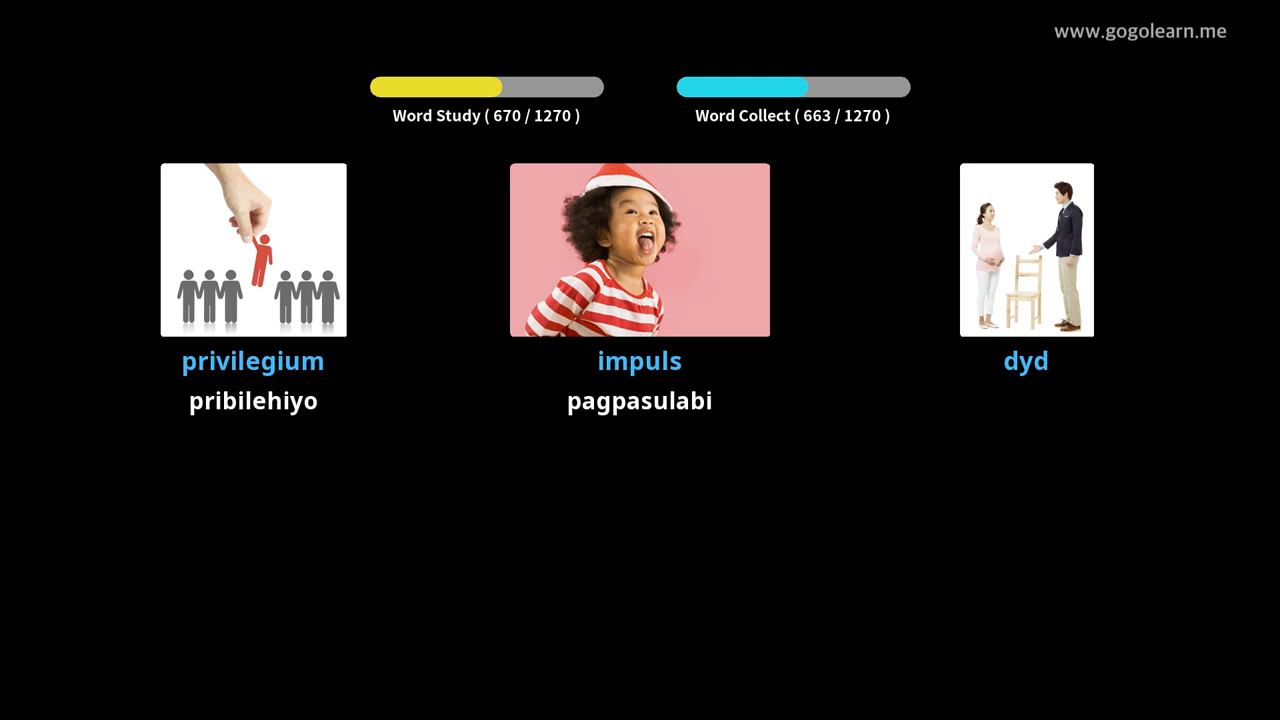 www.gogolearn.me
Word Study ( 670 / 1270 )
Word Collect ( 663 / 1270 )
privilegium
impuls
dyd
pribilehiyo
pagpasulabi